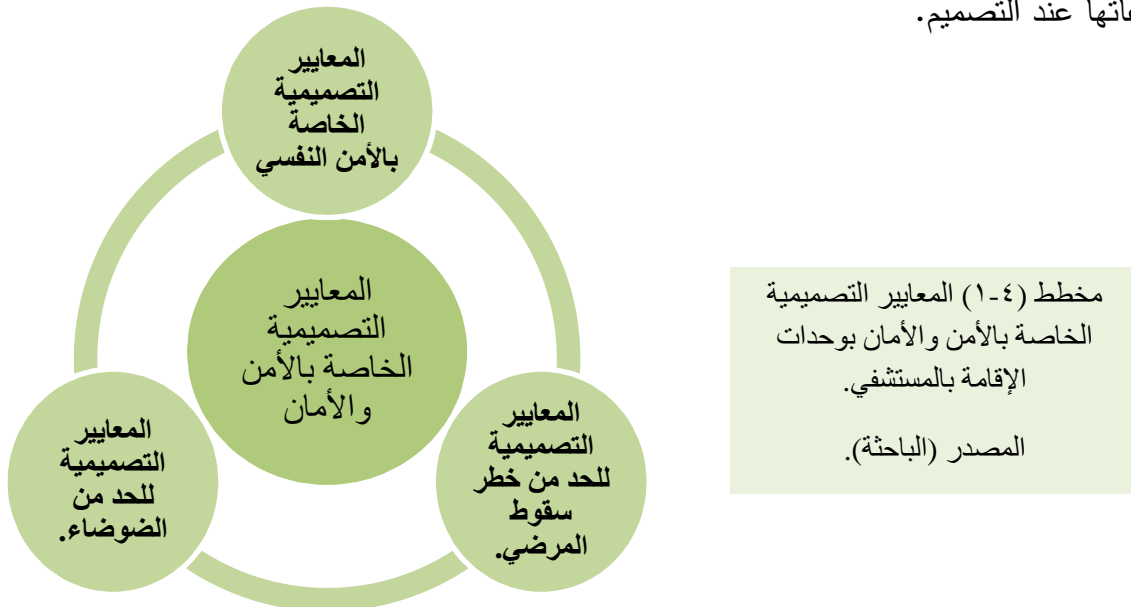 عند التصميم.
المعايير
التصميمية
الخاصة
بالأمن النفسي
المعايير
التصميمية
الخاصة بالأمن
والأمان
المعايير
التصميمية
للحد من خطر
سقوط
المرضي.
المعايير
التصميمية
للحد من
الضوضاء.
مخطط (٤-١) المعايير التصميمية
الخاصة بالأمن والأمان بوحدات
الإقامة بالمستشفي.
المصدر (الباحثة).